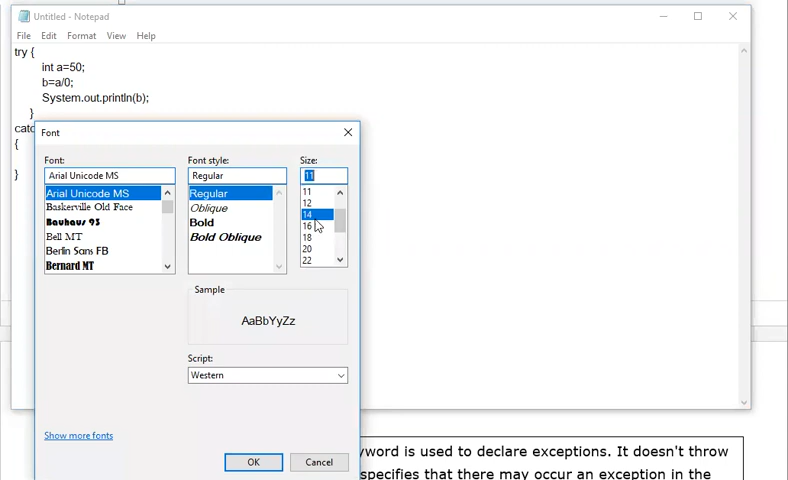 Untitled - Notepad
File Edit Format View Help
try {
int a=50;
b=a/0;
System.out.println(b);
}
{
}
Font
Font: Font style: Size:
Arial Unicode MS Regular 11
Arial Unicode MS
Baskerville Old Face
Bauhaus 93
Bell MT
Berlin Sans FB
Bernard MT
Regular
Oblique
Bold
Bold Oblique
11
12
14
16
18
20
22
Sample
AaBbYyZz
Script:
Western
Show more fonts
OK Cancel
is used to declare exceptions. It doesn't throw
specifies that there may occur an exception in the